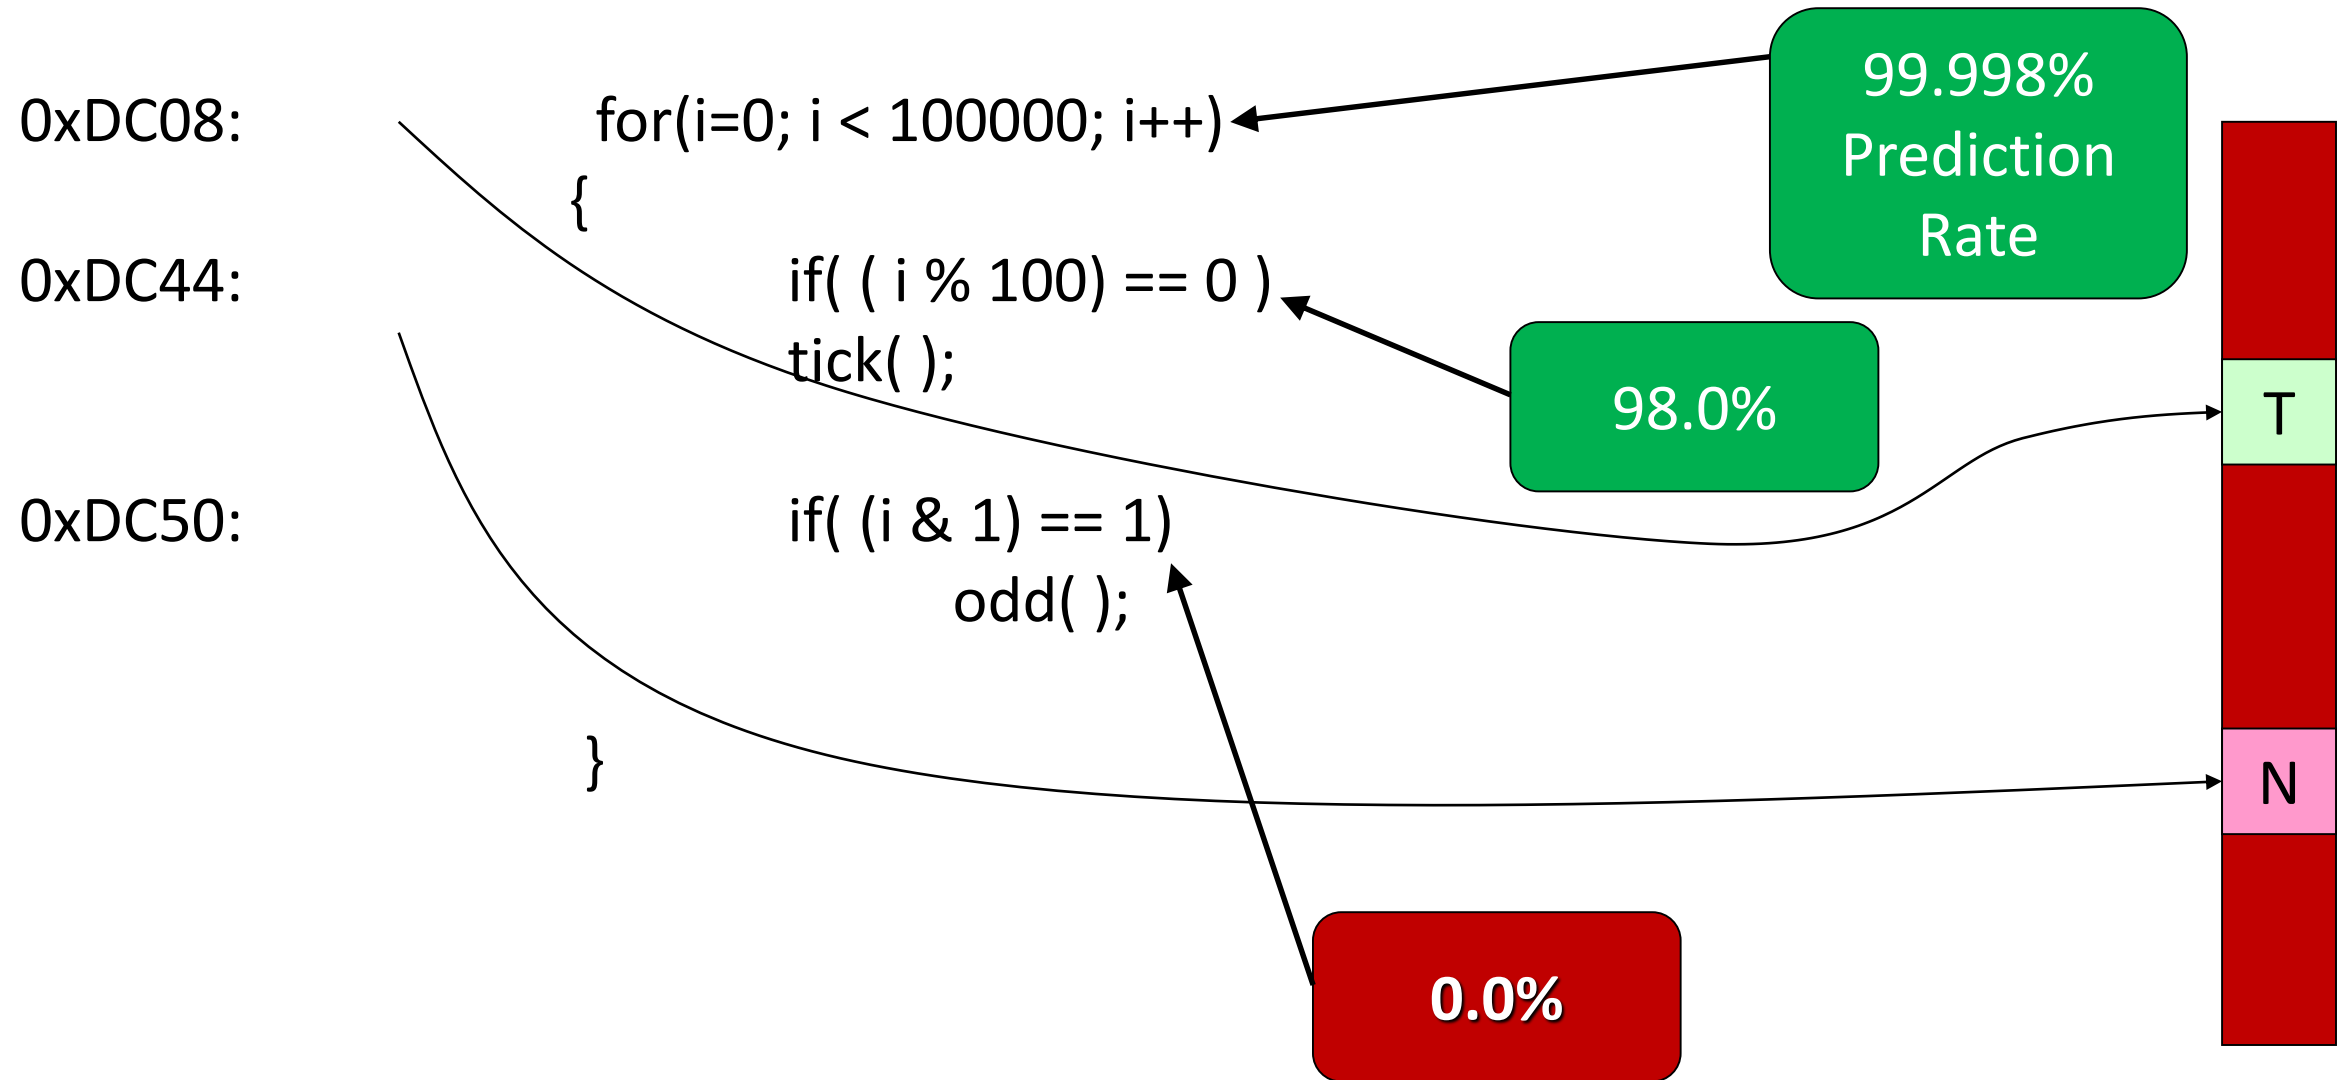 0xDC08: for(i=0; i < 100000; i++)
{
0xDC44: if( ( i % 100) == 0 )
tick( );
0xDC50: if( (i & 1) == 1)
odd( );
}
99.998%
Prediction
Rate
98.0%
0.0%
T
N